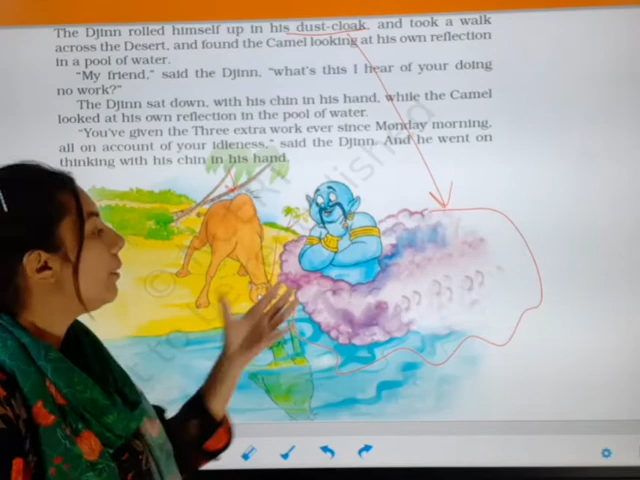 The Djinn rolled himself up in his dust-cloak, and took a walk
across the Desert, and found the Camel looking at his own reflection
in a pool of water.
“My friend,” said the Djinn, “what’s this I hear of your doing
no work?”
The Djinn sat down, with his chin in his hand, while the Camel
looked at his own reflection in the pool of water.
“You’ve given the Three extra work ever since Monday morning,
all on account of your idleness,” said the Djinn. And he went on
thinking with his chin in his hand.